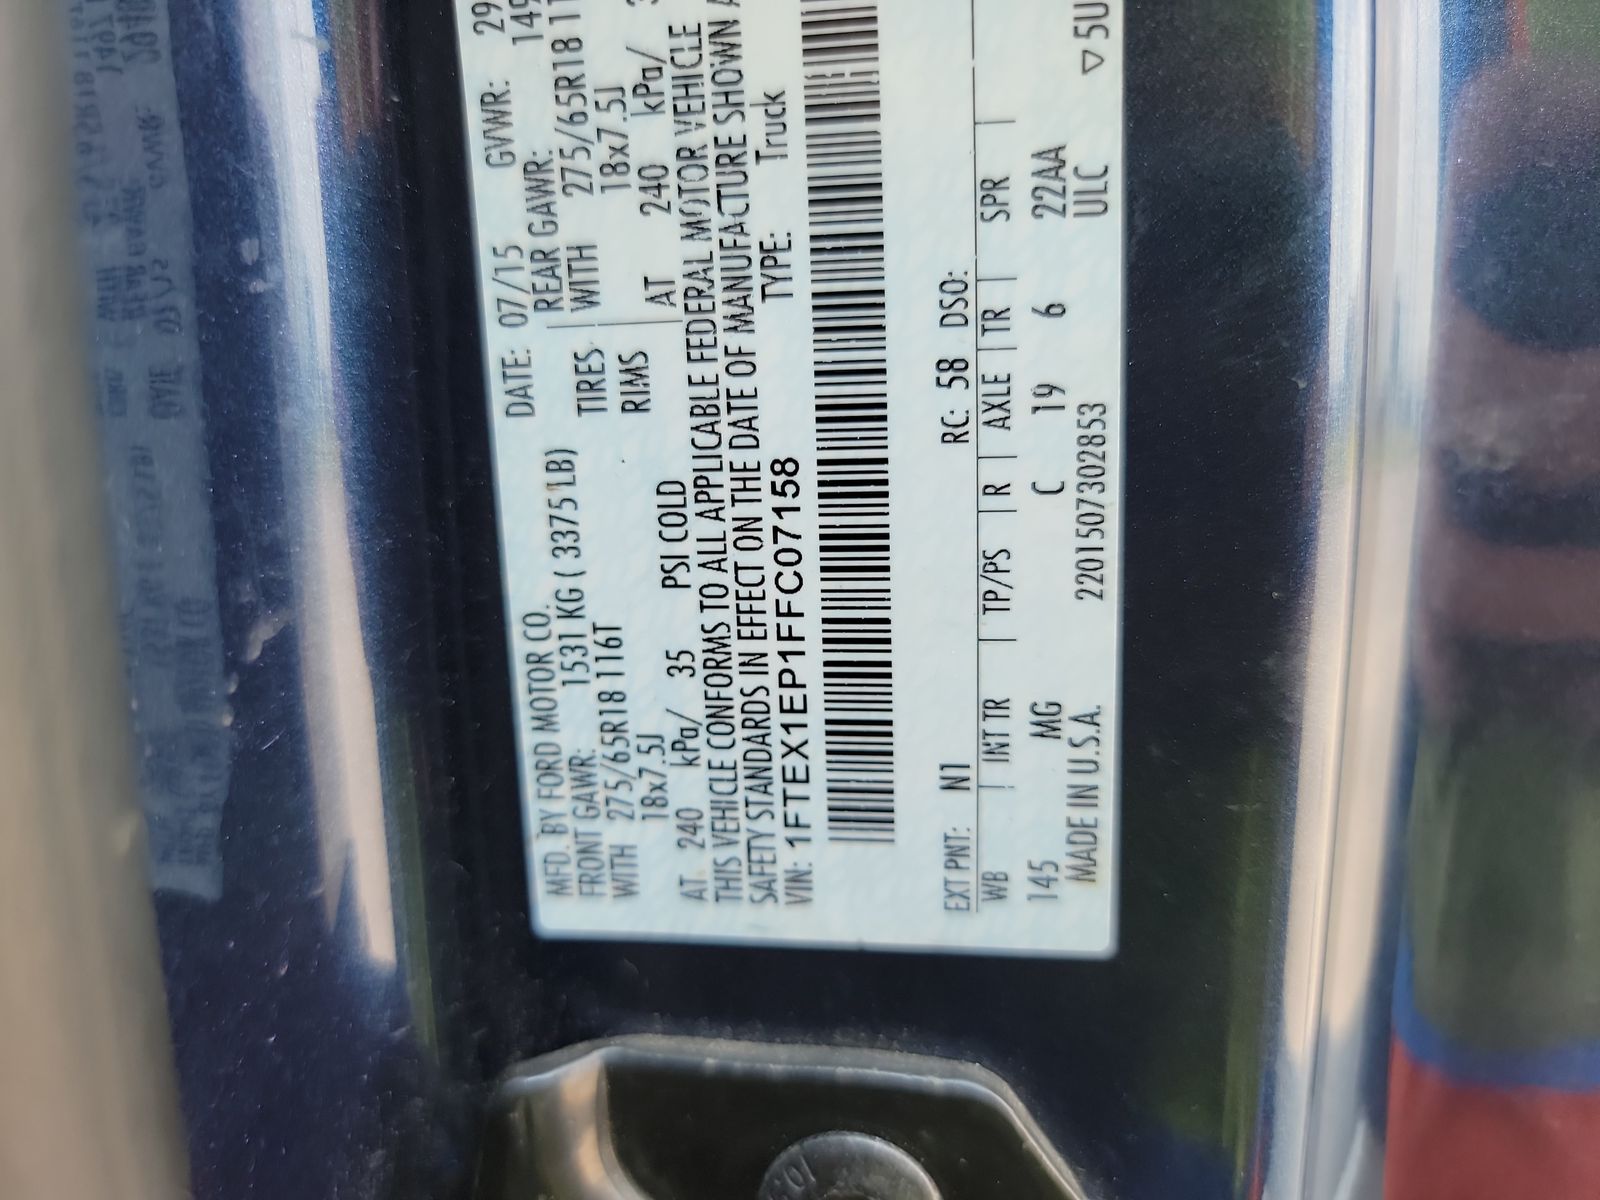 MFD. BY FORD MOTOR CO.
DATE: 07/15 GVWR: 29
FRONT GAWR: 1531 KG ( 3375 LB) REAR GAWR: 149
WITH 275/65R18 116T TIRES WITH 275/65R18 11
18x7.5J RIMS 18x7.5J
AT 240 kPa/ 35 PSI COLD AT 240 kPa/
THIS VEHICLE CONFORMS TO ALL APPLICABLE FEDERAL MOTOR VEHICLE
SAFETY STANDARDS IN EFFECT ON THE DATE OF MANUFACTURE SHOWN A
VIN: 1FTEX1EP1FFC07158 TYPE: Truck
EXT PNT: N1 RC: 58 DSO:
WB INT TR TP/PS R AXLE TR SPR
145 MG C 19 6 22AA
MADE IN U.S.A. 2201507302853 ULC ▽5U